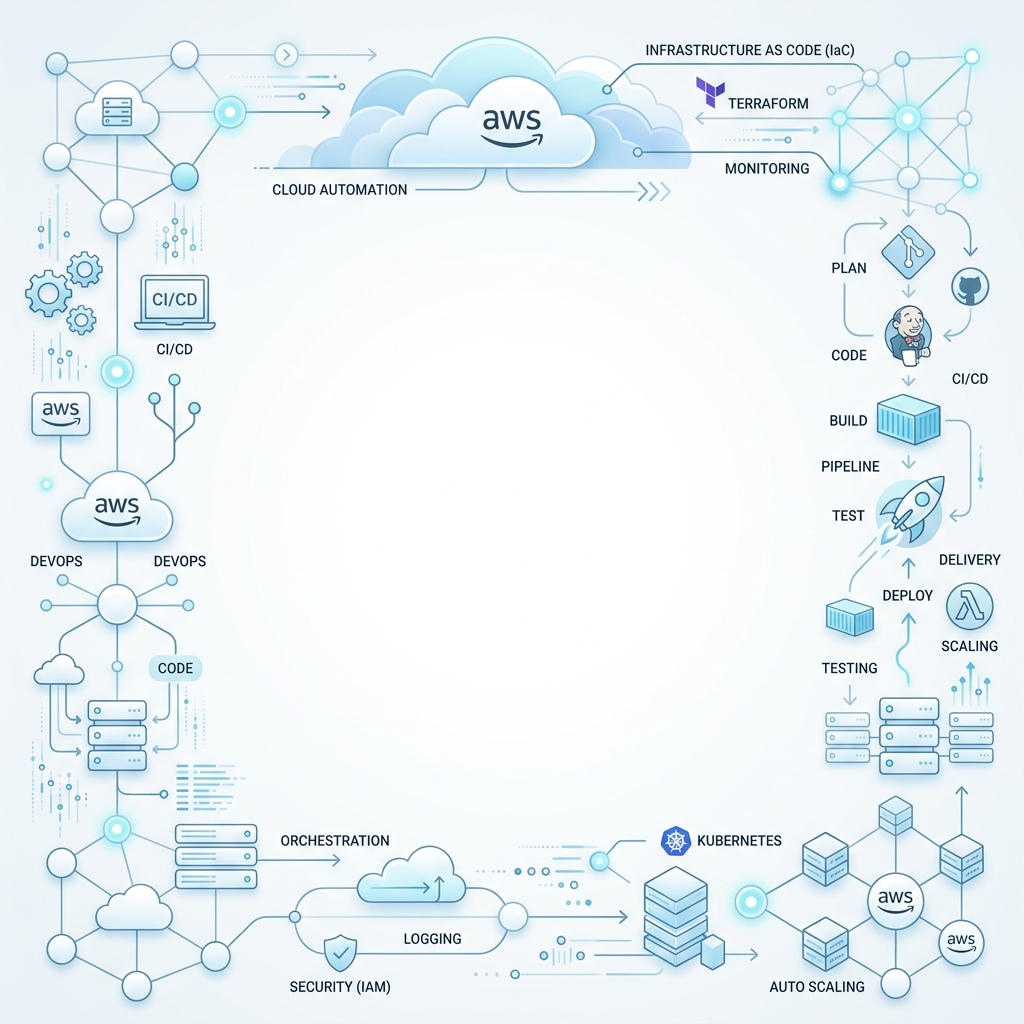 INFRASTRUCTURE AS CODE (IaC)
aws
TERRAFORM
MONITORING
CLOUD AUTOMATION
PLAN
CI/CD
CI/CD
CODE
CI/CD
aws
BUILD
PIPELINE
aws
TEST
DEVOPS
DEVOPS
DELIVERY
DEPLOY
SCALING
CODE
TESTING
ORCHESTRATION
KUBERNETES
aws
LOGGING
aws
SECURITY (IAM)
AUTO SCALING